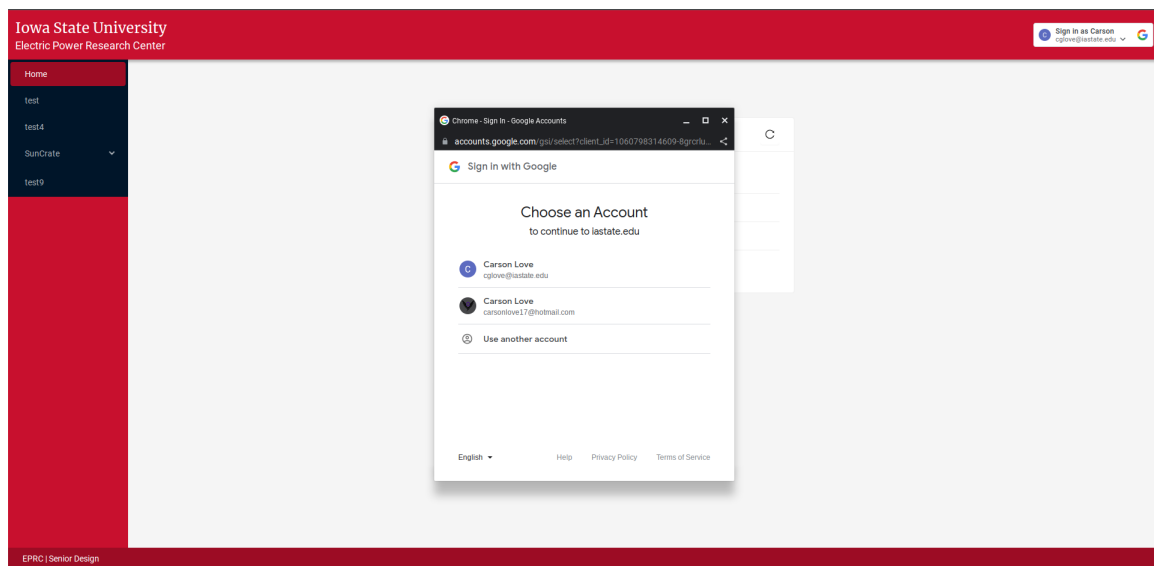 Iowa State University
Electric Power Research Center
Sign in as Carson
cglove@iastate.edu
C
Home
test
test4
SunCrate
test9
Chrome - Sign In - Google Accounts
accounts.google.com/gsi/select?client_id=1060798314609-8grcrlu...
Sign in with Google
Choose an Account
to continue to iastate.edu
C
Carson Love
cglove@iastate.edu
Carson Love
carsonlove17@hotmail.com
Use another account
English
Help
Privacy Policy
Terms of Service
EPRC | Senior Design